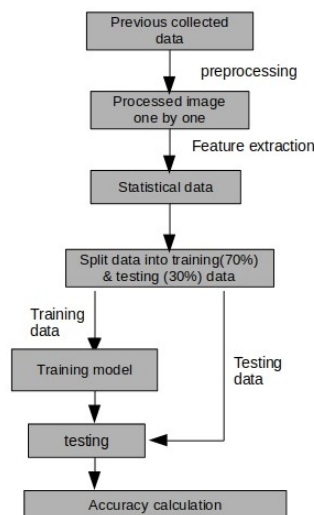 Previous collected
data
preprocessing
Processed image
one by one
Feature extraction
Statistical data
Split data into training(70%)
& testing (30%) data
Training
data
Testing
data
Training model
testing
Accuracy calculation